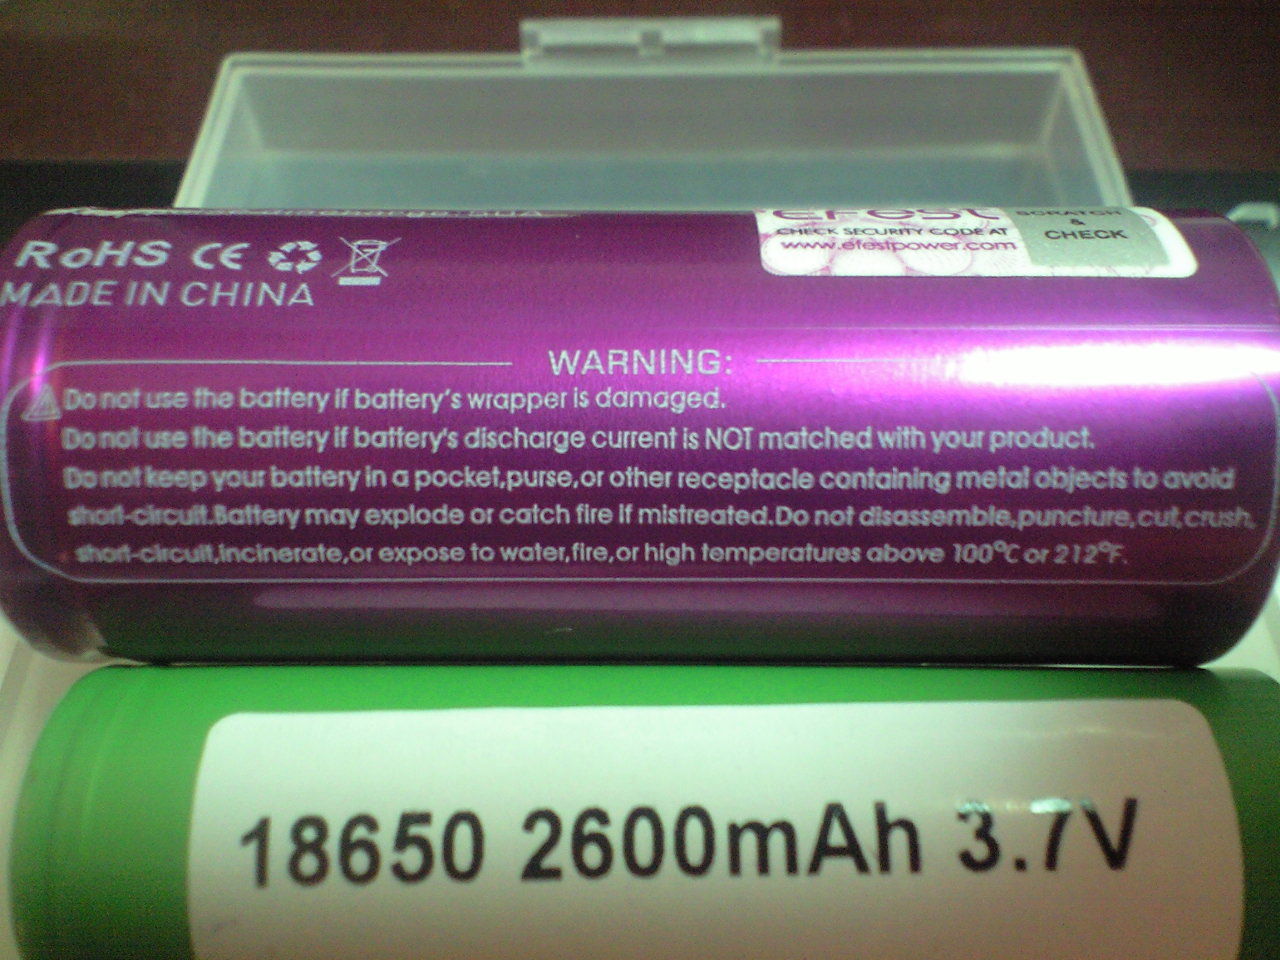 Efest
CHECK SECURITY CODE AT
www.efestpower.com
SCRATCH
&
CHECK
RoHS CE
MADE IN CHINA
WARNING:
Do not use the battery if battery's wrapper is damaged.
Do not use the battery if battery's discharge current is NOT matched with your product.
Do not keep your battery in a pocket,purse,or other receptacle containing metal objects to avoid
short-circuit.Battery may explode or catch fire if mistreated.Do not disassemble,puncture,cut,crush,
short-circuit,incinerate,or expose to water,fire,or high temperatures above 100°C or 212°F.
18650 2600mAh 3.7V